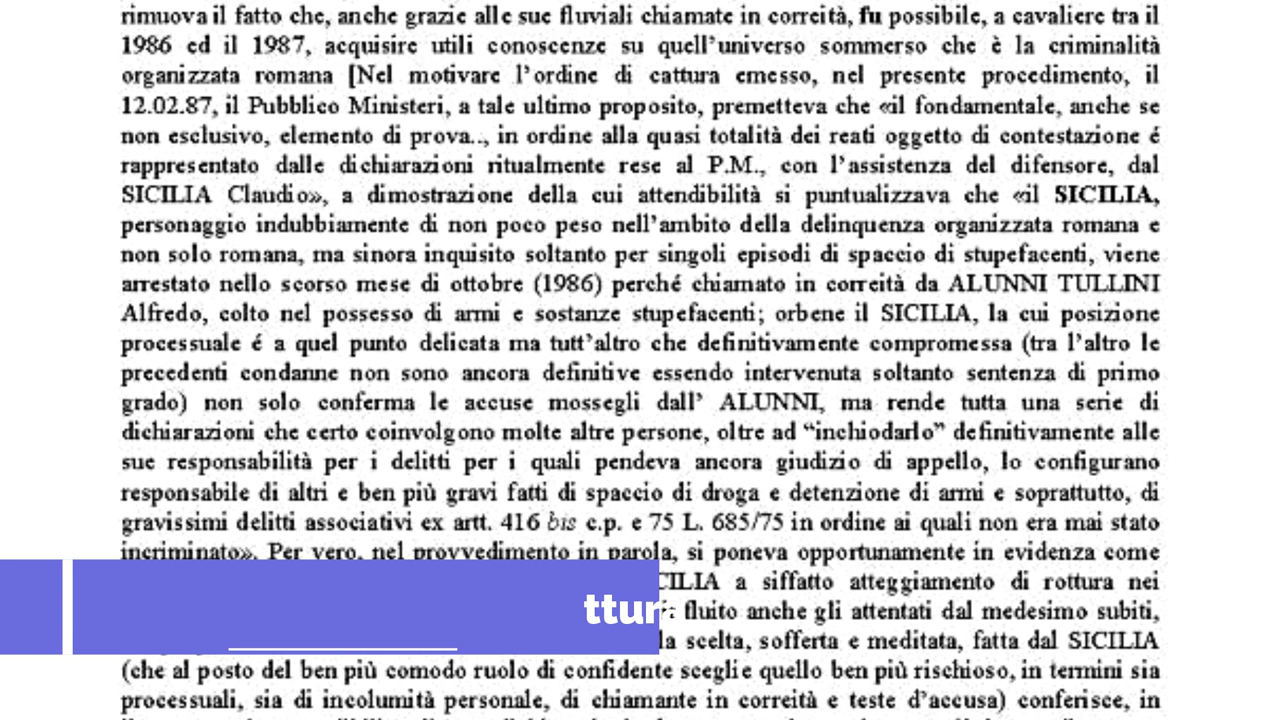 rimuova il fatto che, anche grazie alle sue fluviali chiamate in correità, fu possibile, a cavaliere tra il
1986 ed il 1987, acquisire utili conoscenze su quell’universo sommerso che è la criminalità
organizzata romana [Nel motivare l’ordine di cattura emesso, nel presente procedimento, il
12.02.87, il Pubblico Ministeri, a tale ultimo proposito, premetteva che «il fondamentale, anche se
non esclusivo, elemento di prova.., in ordine alla quasi totalità dei reati oggetto di contestazione é
rappresentato dalle dichiarazioni ritualmente rese al P.M., con l’assistenza del difensore, dal
SICILIA Claudio», a dimostrazione della cui attendibilità si puntualizzava che «il SICILIA,
personaggio indubbiamente di non poco peso nell’ambito della delinquenza organizzata romana e
non solo romana, ma sinora inquisito soltanto per singoli episodi di spaccio di stupefacenti, viene
arrestato nello scorso mese di ottobre (1986) perché chiamato in correità da ALUNNI TULLINI
Alfredo, colto nel possesso di armi e sostanze stupefacenti; orbene il SICILIA, la cui posizione
processuale é a quel punto delicata ma tutt’altro che definitivamente compromessa (tra l’altro le
precedenti condanne non sono ancora definitive essendo intervenuta soltanto sentenza di primo
grado) non solo conferma le accuse mossegli dall’ ALUNNI, ma rende tutta una serie di
dichiarazioni che certo coinvolgono molte altre persone, oltre ad “inchiodarlo” definitivamente alle
sue responsabilità per i delitti per i quali pendeva ancora giudizio di appello, lo configurano
responsabile di altri e ben più gravi fatti di spaccio di droga e detenzione di armi e soprattutto, di
gravissimi delitti associativi ex artt. 416 bis c.p. e 75 L. 685/75 in ordine ai quali non era mai stato
incriminato». Per vero, nel provvedimento in parola, si poneva opportunamente in evidenza come
CILIA a siffatto atteggiamento di rottura nei
ttur
fluito anche gli attentati dal medesimo subiti,
la scelta, sofferta e meditata, fatta dal SICILIA
(che al posto del ben più comodo ruolo di confidente sceglie quello ben più rischioso, in termini sia
processuali, sia di incolumità personale, di chiamante in correità e teste d’accusa) conferisce, in